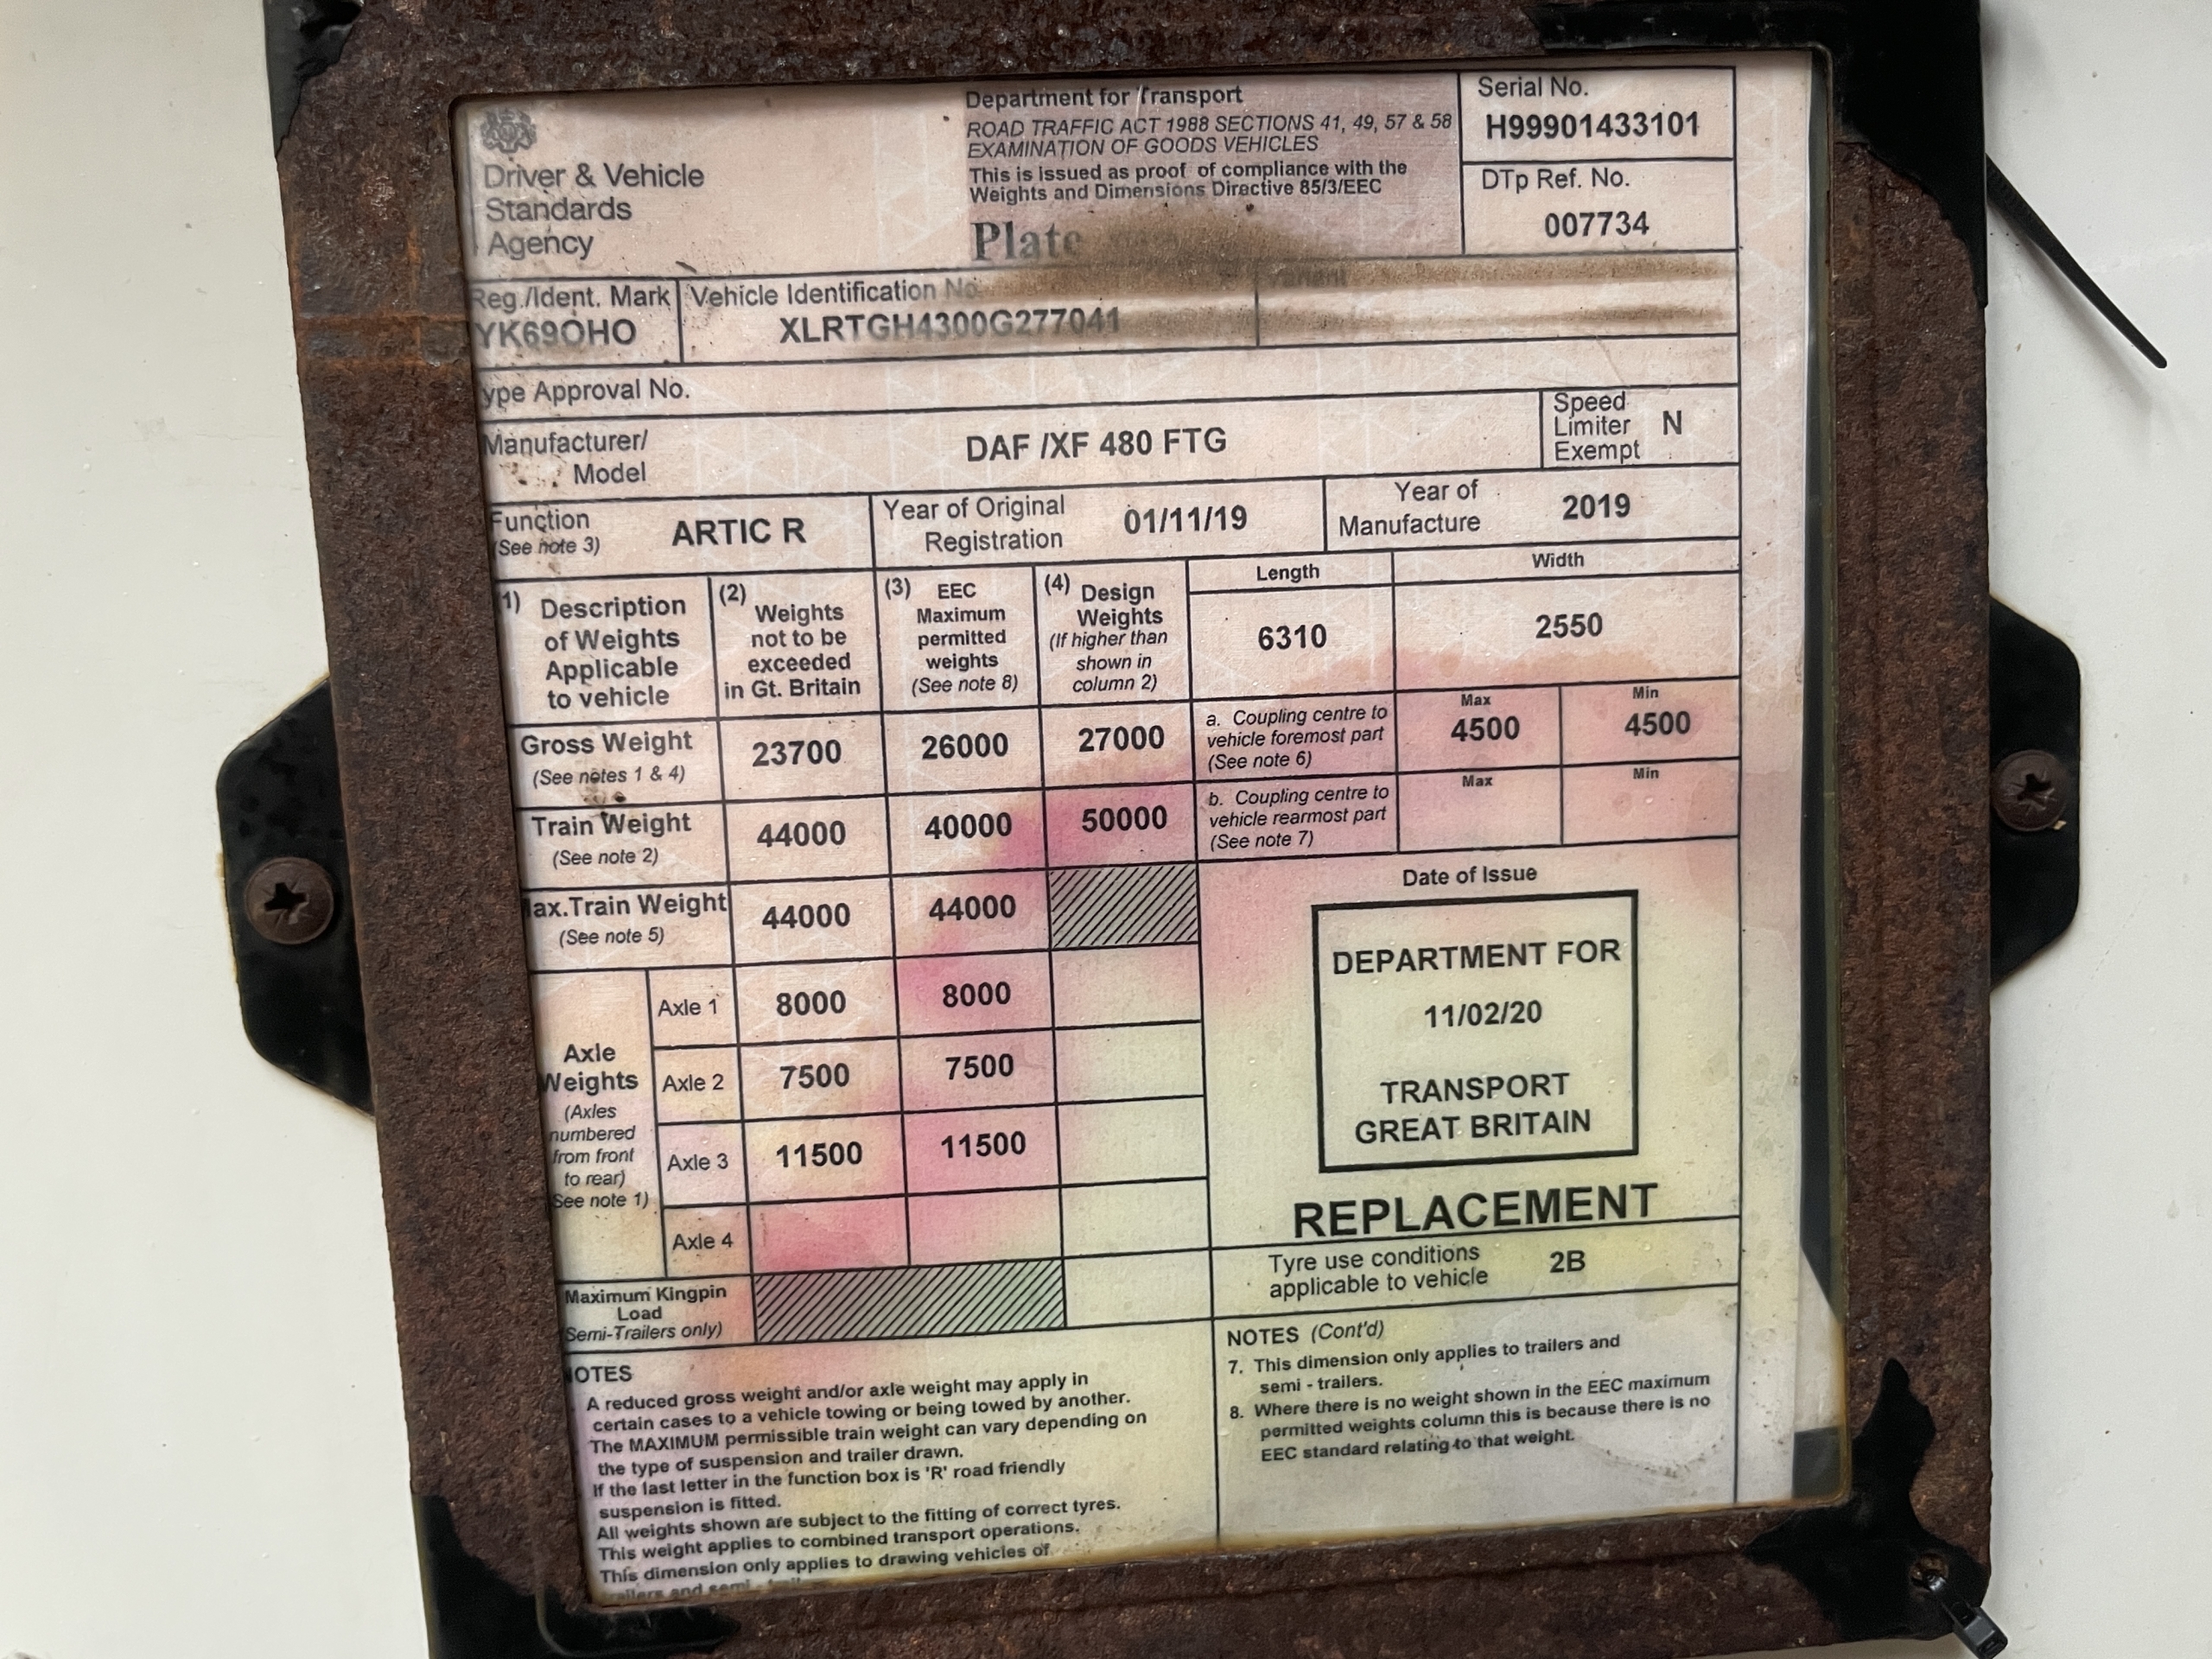 Driver & Vehicle
Standards
Agency
Department for Transport
ROAD TRAFFIC ACT 1988 SECTIONS 41, 49, 57 & 58
EXAMINATION OF GOODS VEHICLES
This is issued as proof of compliance with the
Weights and Dimensions Directive 85/3/EEC
Plate
Serial No.
H99901433101
DTp Ref. No.
007734
Reg./Ident. Mark
YK69OHO
Vehicle Identification No.
XLRTGH4300G277041
ype Approval No.
Manufacturer/
Model
DAF /XF 480 FTG
Speed
Limiter
Exempt
N
Function
(See note 3)
ARTIC R
Year of Original
Registration
01/11/19
Year of
Manufacture
2019
1) Description
of Weights
Applicable
to vehicle
(2) Weights
not to be
exceeded
in Gt. Britain
(3) EEC
Maximum
permitted
weights
(See note 8)
(4) Design
Weights
(If higher than
shown in
column 2)
Length
6310
Width
2550
Gross Weight
(See notes 1 & 4)
23700
26000
27000
a. Coupling centre to
vehicle foremost part
(See note 6)
Max
4500
Min
4500
Train Weight
(See note 2)
44000
40000
50000
b. Coupling centre to
vehicle rearmost part
(See note 7)
Max
Min
ax.Train Weight
(See note 5)
44000
44000
Axle
Weights
(Axles
numbered
from front
to rear)
See note 1)
Axle 1
8000
8000
Axle 2
7500
7500
Axle 3
11500
11500
Axle 4
Maximum Kingpin
Load
(Semi-Trailers only)
Date of Issue
DEPARTMENT FOR
11/02/20
TRANSPORT
GREAT BRITAIN
REPLACEMENT
Tyre use conditions
applicable to vehicle
2B
NOTES
A reduced gross weight and/or axle weight may apply in
certain cases to a vehicle towing or being towed by another.
The MAXIMUM permissible train weight can vary depending on
the type of suspension and trailer drawn.
If the last letter in the function box is 'R' road friendly
suspension is fitted.
All weights shown are subject to the fitting of correct tyres.
This weight applies to combined transport operations.
This dimension only applies to drawing vehicles of
NOTES (Cont'd)
7. This dimension only applies to trailers and
semi - trailers.
8. Where there is no weight shown in the EEC maximum
permitted weights column this is because there is no
EEC standard relating to that weight.